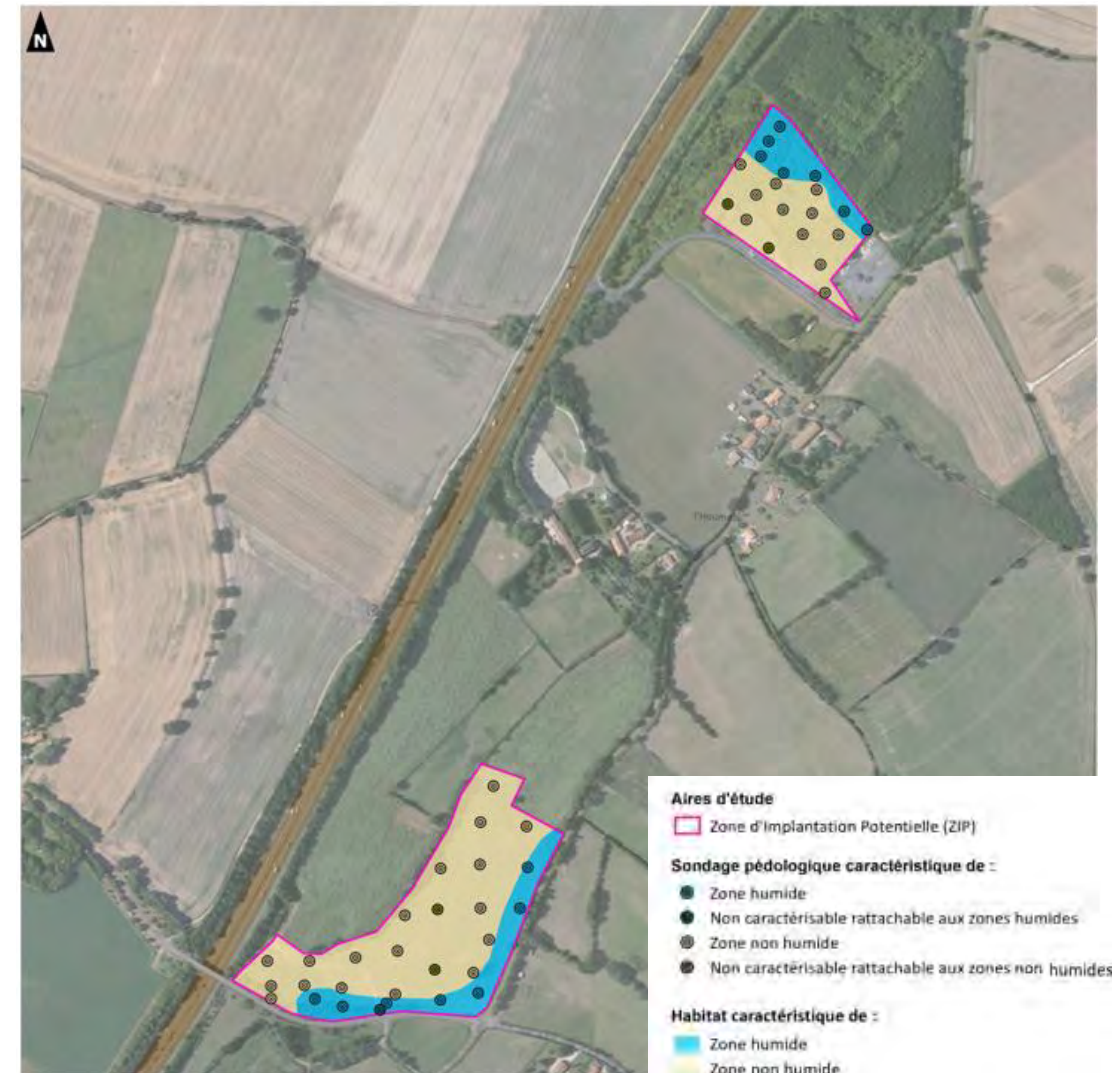 N
Aires d'étude
Zone d'Implantation Potentielle (ZIP)
Sondage pédologique caractéristique de :
Zone humide
Non caractérisable rattachable aux zones humides
Zone non humide
Non caractérisable rattachable aux zones non humides
Habitat caractéristique de :
Zone humide
Zone non humide